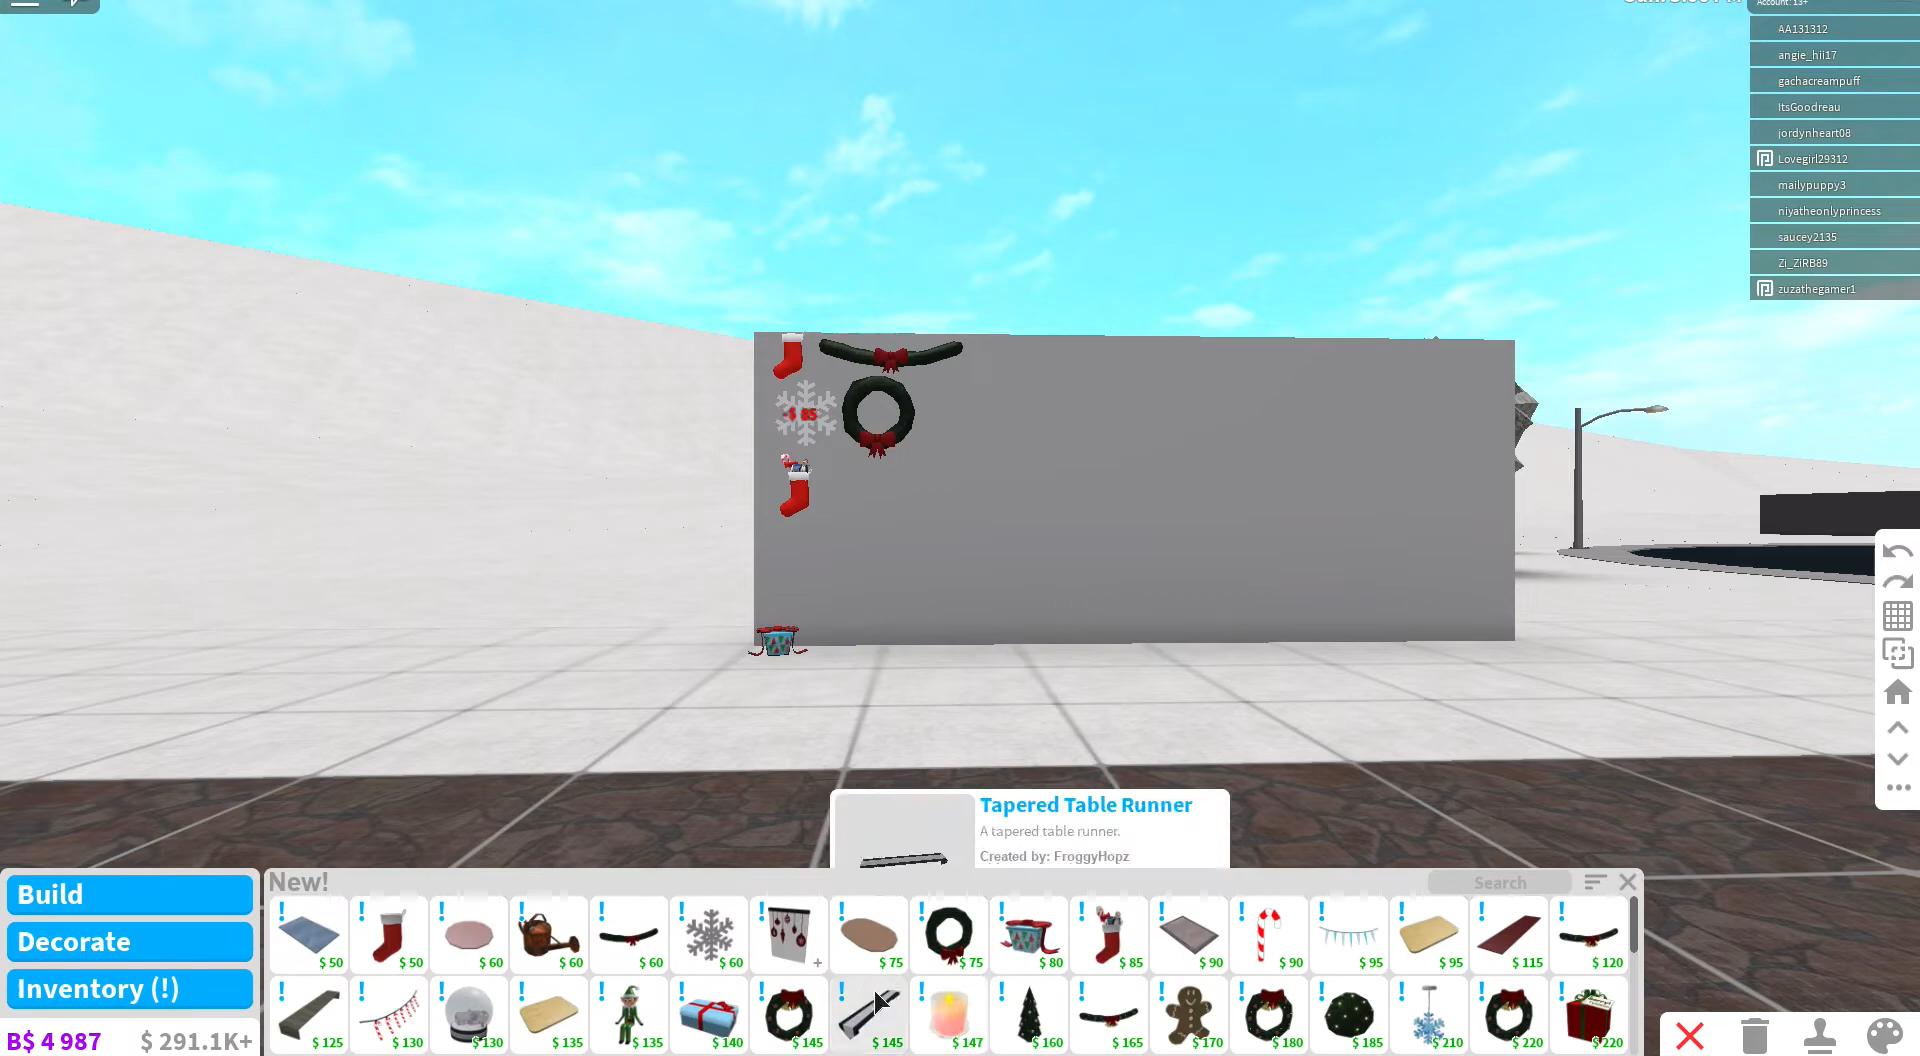 Account: 13+
AA131312
angie_hii17
gachacreampuff
ItsGoodreau
jordynheart08
Lovegirl29312
mailypuppy3
niyatheonlyprincess
saucey2135
Zi_ZiRB89
zuzathegamer1
-$ 85
Tapered Table Runner
A tapered table runner.
Created by: FroggyHopz
Build
Decorate
Inventory (!)
B$ 4 987
$ 291.1K+
New!
Search
! ! ! ! ! ! ! ! ! ! ! ! ! ! ! !
$ 50 $ 50 $ 60 $ 60 $ 60 $ 60 + $ 75 $ 75 $ 80 $ 85 $ 90 $ 90 $ 95 $ 95 $ 115 $ 120
! ! ! ! ! ! ! ! ! ! ! ! ! ! ! ! !
$ 125 $ 130 $ 130 $ 135 $ 135 $ 140 $ 145 $ 145 $ 147 $ 160 $ 165 $ 170 $ 180 $ 185 $ 210 $ 220 $ 220